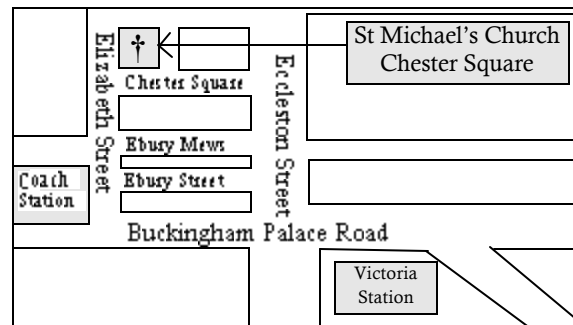 St Michael's Church
Chester Square
Elizabeth Street
Chester Square
Eccleston Street
Ebury Mews
Ebury Street
Coach
Station
Buckingham Palace Road
Victoria
Station